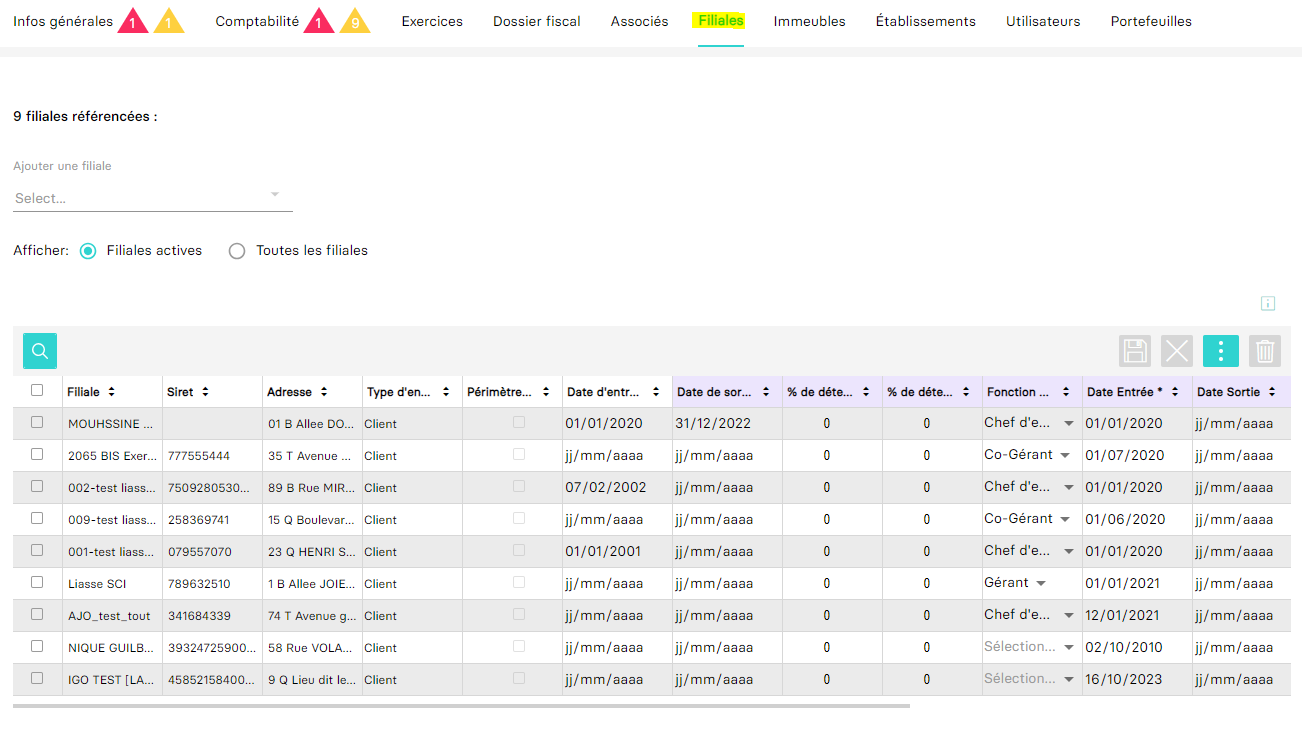 Infos générales 1 1 Comptabilité 1 9 Exercices Dossier fiscal Associés Filiales Immeubles Établissements Utilisateurs Portefeuilles
9 filiales référencées :
Ajouter une filiale
Select...
Afficher: Filiales actives Toutes les filiales
i
Filiale Siret Adresse Type d'en... Périmètre... Date d'entr... Date de sor... % de déte... % de déte... Fonction ... Date Entrée * Date Sortie
MOUHSSINE ... 01 B Allee DO... Client 01/01/2020 31/12/2022 0 0 Chef d'e... 01/01/2020 jj/mm/aaaa
2065 BIS Exer... 777555444 35 T Avenue ... Client jj/mm/aaaa jj/mm/aaaa 0 0 Co-Gérant 01/07/2020 jj/mm/aaaa
002-test liass... 7509280530... 89 B Rue MIR... Client 07/02/2002 jj/mm/aaaa 0 0 Chef d'e... 01/01/2020 jj/mm/aaaa
009-test liass... 258369741 15 Q Boulevar... Client jj/mm/aaaa jj/mm/aaaa 0 0 Co-Gérant 01/06/2020 jj/mm/aaaa
001-test liass... 079557070 23 Q HENRI S... Client 01/01/2001 jj/mm/aaaa 0 0 Chef d'e... 01/01/2020 jj/mm/aaaa
Liasse SCI 789632510 1 B Allee JOIE... Client jj/mm/aaaa jj/mm/aaaa 0 0 Gérant 01/01/2021 jj/mm/aaaa
AJO_test_tout 341684339 74 T Avenue g... Client jj/mm/aaaa jj/mm/aaaa 0 0 Chef d'e... 12/01/2021 jj/mm/aaaa
NIQUE GUILB... 39324725900... 58 Rue VOLA... Client jj/mm/aaaa jj/mm/aaaa 0 0 Sélection... 02/10/2010 jj/mm/aaaa
IGO TEST [LA... 45852158400... 9 Q Lieu dit le... Client jj/mm/aaaa jj/mm/aaaa 0 0 Sélection... 16/10/2023 jj/mm/aaaa